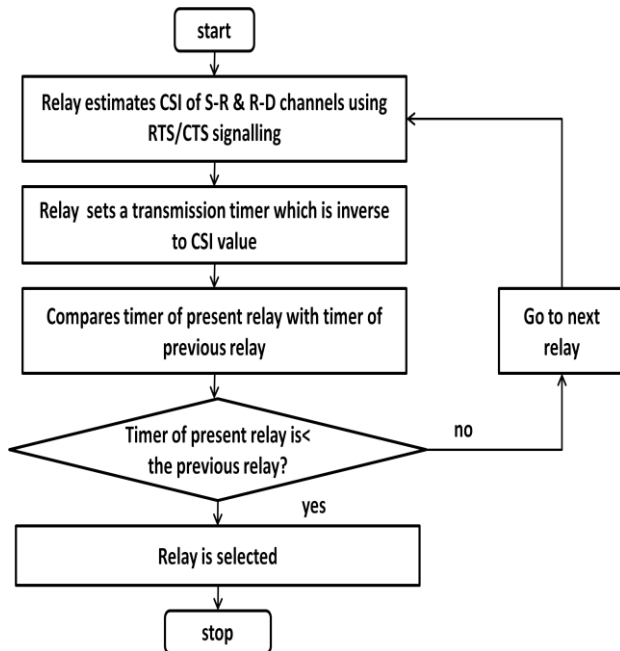 start
Relay estimates CSI of S-R & R-D channels using
RTS/CTS signalling
Relay sets a transmission timer which is inverse
to CSI value
Compares timer of present relay with timer of
previous relay
Go to next
relay
Timer of present relay is<
the previous relay?
no
yes
Relay is selected
stop